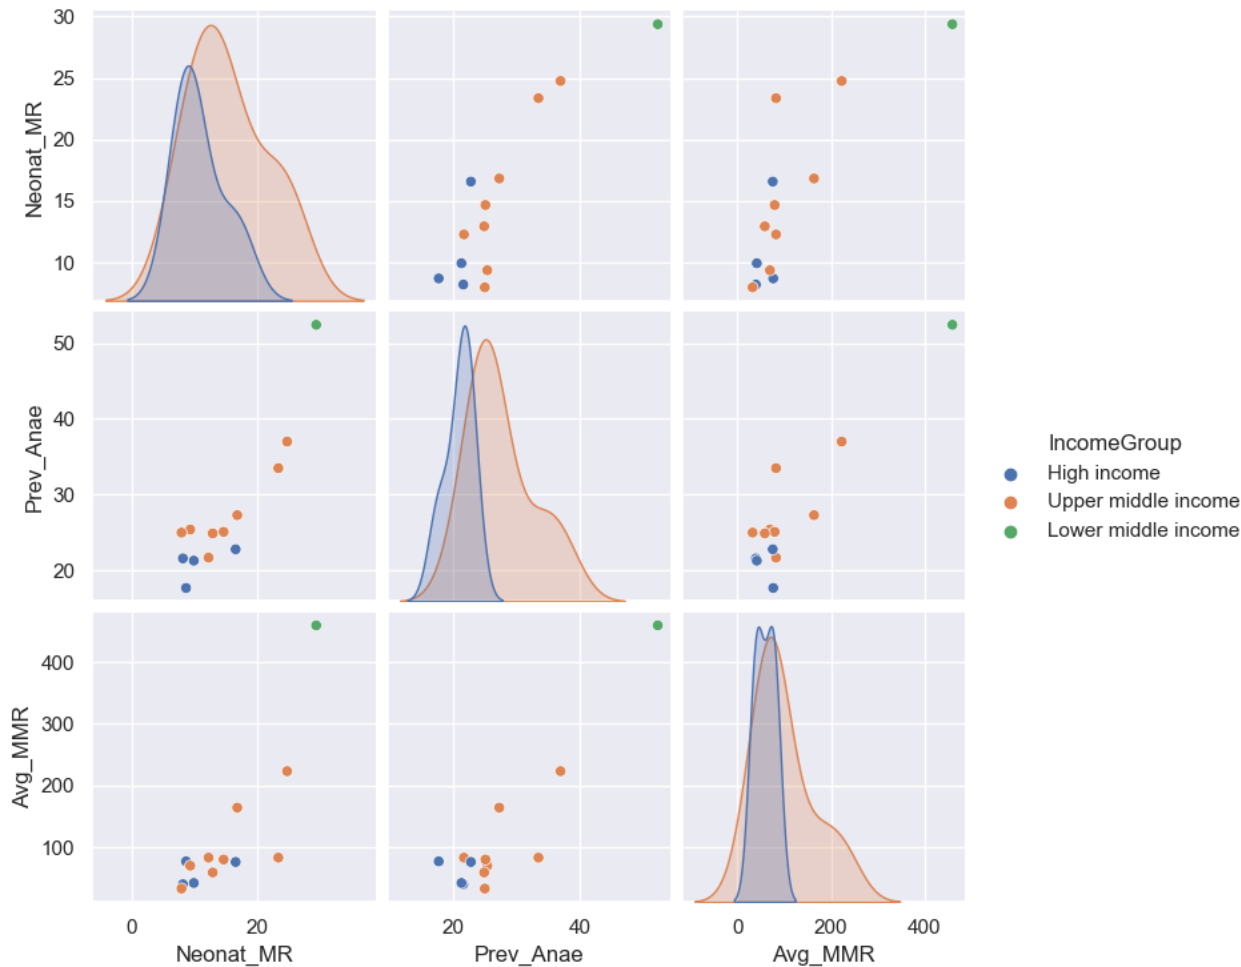 30
25
20
15
10
Neonat_MR
50
40
30
20
Prev_Anae
IncomeGroup
High income
Upper middle income
Lower middle income
400
300
200
100
Avg_MMR
0 20
20 40
0 200 400
Neonat_MR
Prev_Anae
Avg_MMR